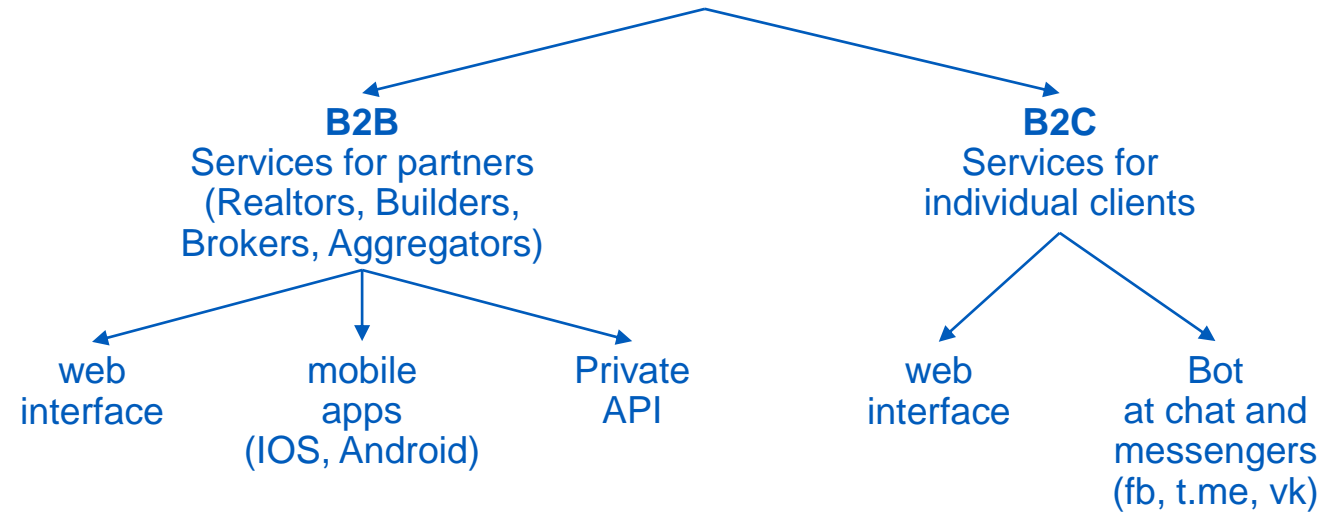 B2B
Services for partners
(Realtors, Builders,
Brokers, Aggregators)
B2C
Services for
individual clients
web
interface
mobile
apps
(IOS, Android)
Private
API
web
interface
Bot
at chat and
messengers
(fb, t.me, vk)